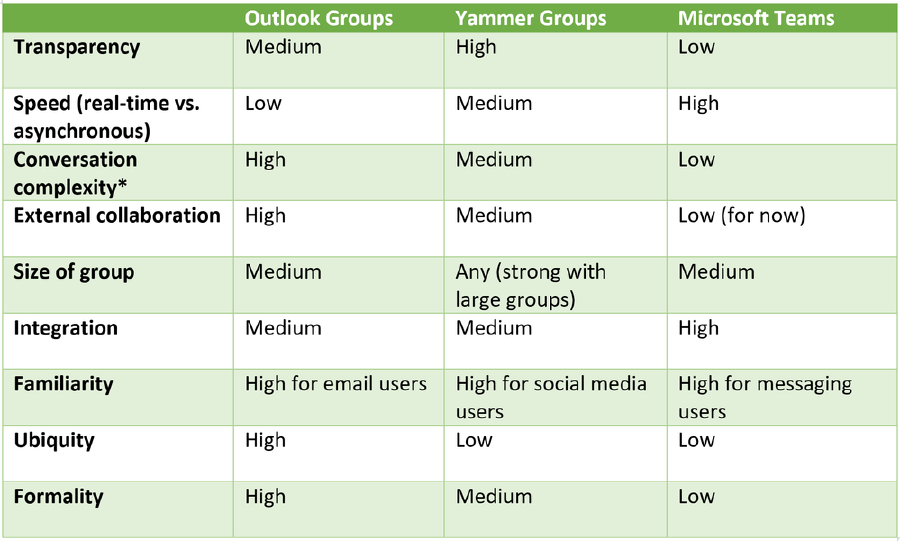 Outlook Groups Yammer Groups Microsoft Teams
Transparency Medium High Low
Speed (real-time vs. Low Medium High
asynchronous)
Conversation High Medium Low
complexity*
External collaboration High Medium Low (for now)
Size of group Medium Any (strong with Medium
large groups)
Integration Medium Medium High
Familiarity High for email users High for social media High for messaging
users users
Ubiquity High Low Low
Formality High Medium Low